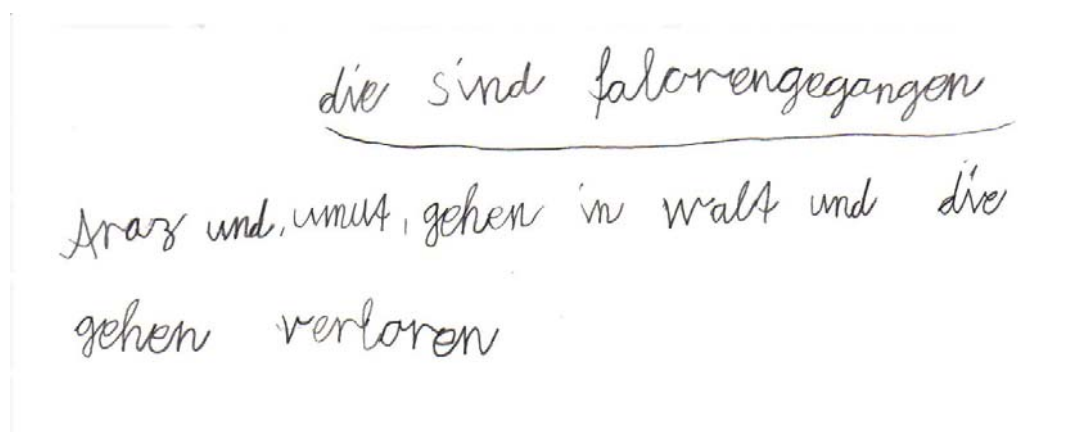 die sind falorengegangen
Araz und, umut, gehen in walt und die
gehen verloren